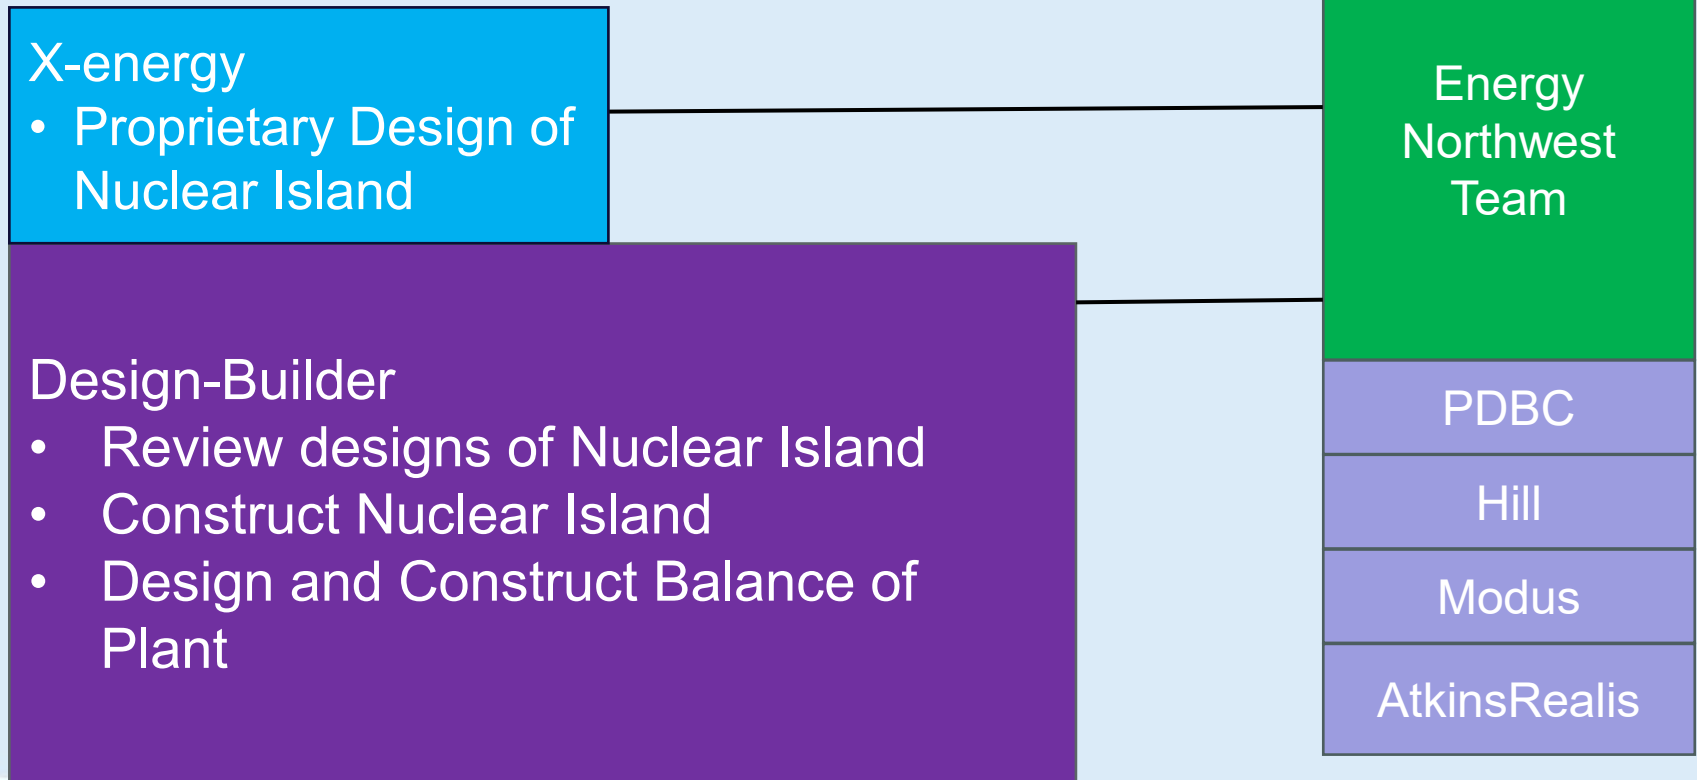 X-energy
• Proprietary Design of
Nuclear Island
Design-Builder
• Review designs of Nuclear Island
• Construct Nuclear Island
• Design and Construct Balance of
Plant
Energy
Northwest
Team
PDBC
Hill
Modus
AtkinsRealis